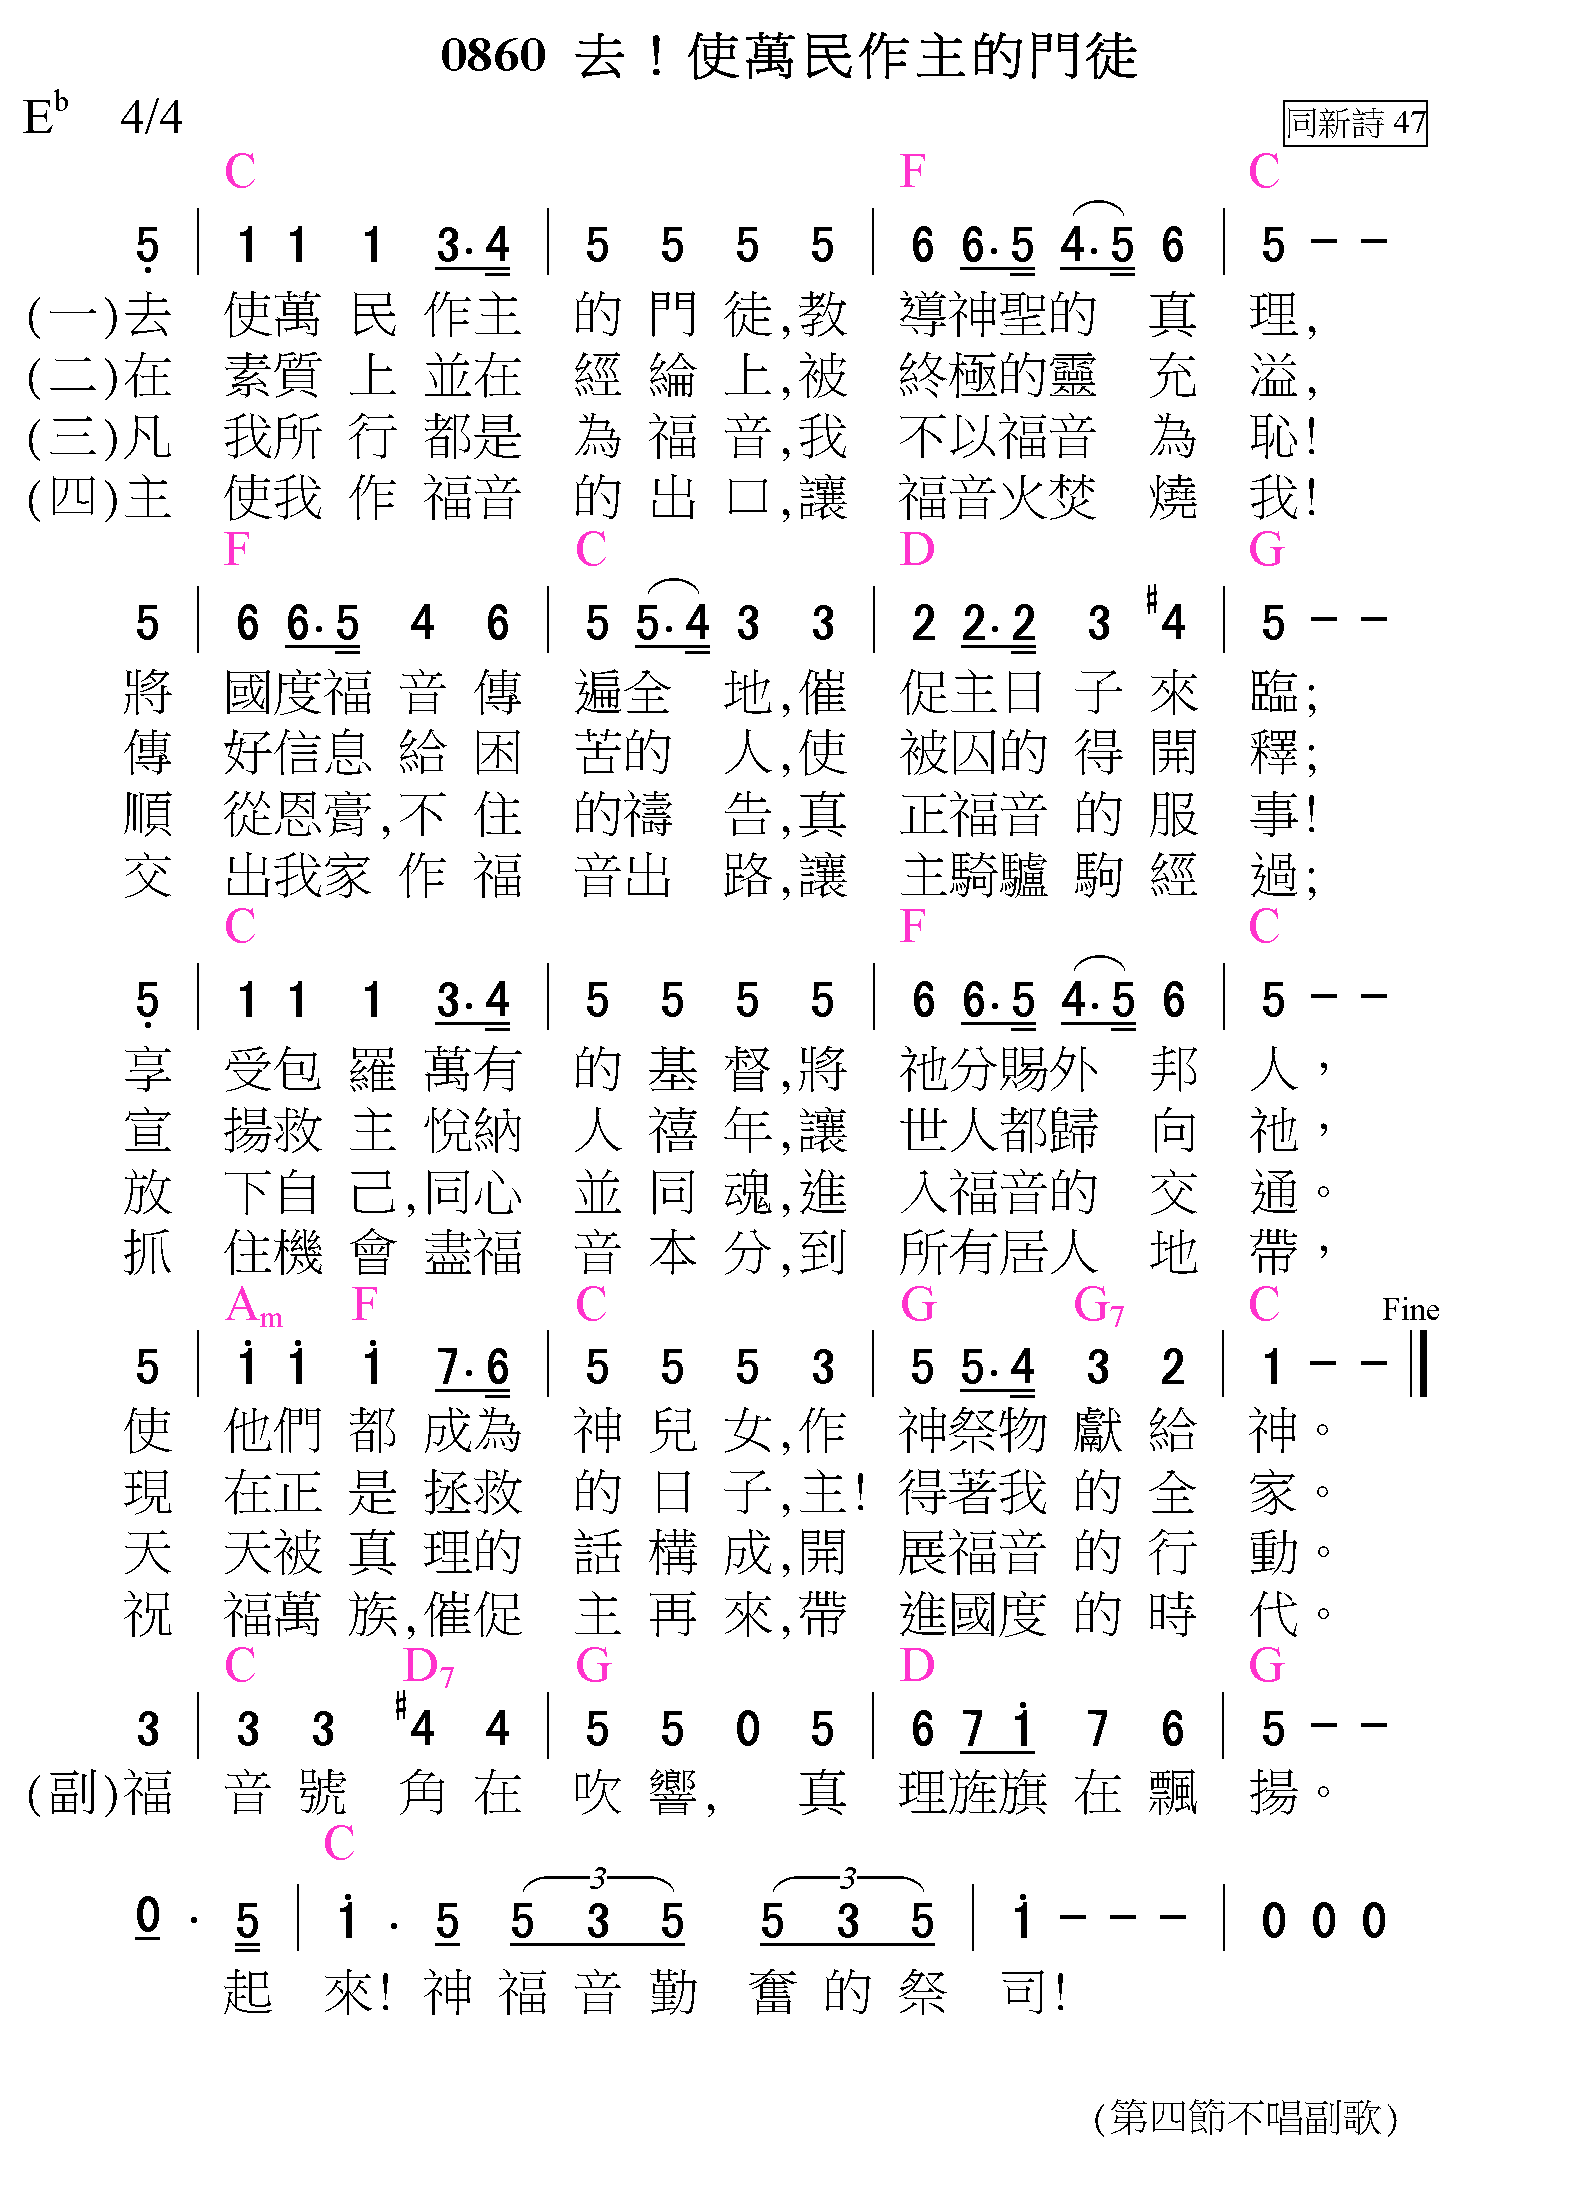 0860 去！使萬民作主的門徒
E♭ 4/4
同新詩 47
C F C
5̣ | 1 1 1 3.4 | 5 5 5 5 | 6 6.5 4.5 6 | 5 - -
(一)去 使萬 民 作主 的 門 徒,教 導神聖的 真 理,
(二)在 素質 上 並在 經 綸 上,被 終極的靈 充 溢,
(三)凡 我所 行 都是 為 福 音,我 不以福音 為 恥!
(四)主 使我 作 福音 的 出 口,讓 福音火焚 燒 我!
F C D G
5 | 6 6.5 4 6 | 5 5.4 3 3 | 2 2.2 3 #4 | 5 - -
將 國度福 音 傳 遍全 地,催 促主日 子 來 臨;
傳 好信息 給 困 苦的 人,使 被囚的 得 開 釋;
順 從恩膏,不 住 的禱 告,真 正福音 的 服 事!
交 出我家 作 福 音出 路,讓 主騎驢 駒 經 過;
C F C
5̣ | 1 1 1 3.4 | 5 5 5 5 | 6 6.5 4.5 6 | 5 - -
享 受包 羅 萬有 的 基 督,將 祂分賜外 邦 人，
宣 揚救 主 悅納 人 禧 年,讓 世人都歸 向 祂，
放 下自 己,同心 並 同 魂,進 入福音的 交 通。
抓 住機 會 盡福 音 本 分,到 所有居人 地 帶，
Am F C G G7 C Fine
5 | 1̇ 1̇ 1̇ 7.6 | 5 5 5 3 | 5 5.4 3 2 | 1 - - ‖
使 他們 都 成為 神 兒 女,作 神祭物 獻 給 神。
現 在正 是 拯救 的 日 子,主! 得著我 的 全 家。
天 天被 真 理的 話 構 成,開 展福音 的 行 動。
祝 福萬 族,催促 主 再 來,帶 進國度 的 時 代。
C D7 G D G
3 | 3 3 #4 4 | 5 5 0 5 | 6 7 1̇ 7 6 | 5 - -
(副)福 音 號 角 在 吹 響, 真 理旌旗 在 飄 揚。
C
3 3
0 . 5 | 1̇ . 5 5 3 5 5 3 5 | 1̇ - - - | 0 0 0
起 來! 神 福 音 勤 奮 的 祭 司!
(第四節不唱副歌)